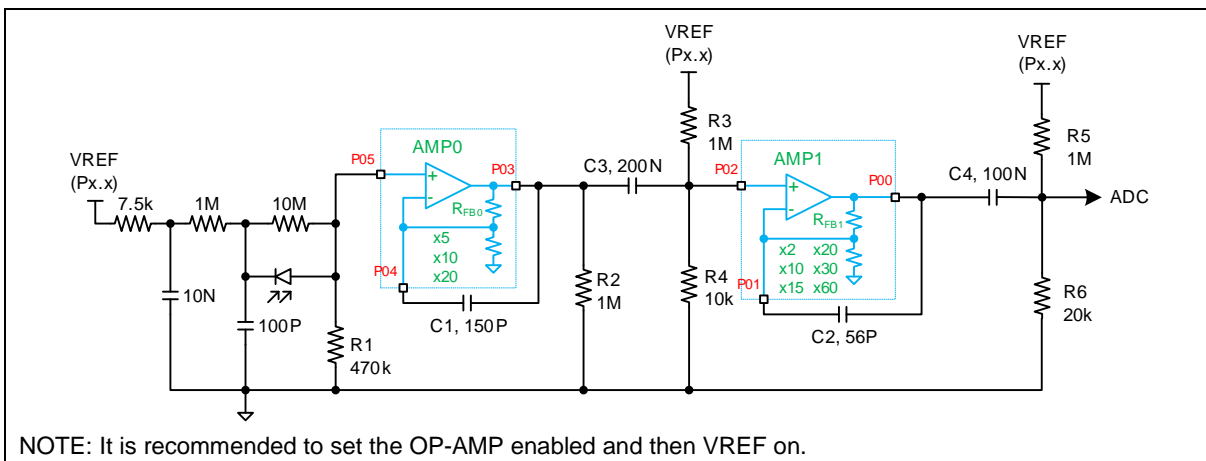 VREF
(Px.x)
7.5k
1M
10M
10N
100P
R1
470k
P05
AMP0
P03
RFB0
x5
x10
x20
P04
C1, 150P
R2
1M
C3, 200N
VREF
(Px.x)
R3
1M
P02
R4
10k
AMP1
P00
RFB1
x2 x20
x10 x30
x15 x60
P01
C2, 56P
C4, 100N
VREF
(Px.x)
R5
1M
ADC
R6
20k
NOTE: It is recommended to set the OP-AMP enabled and then VREF on.